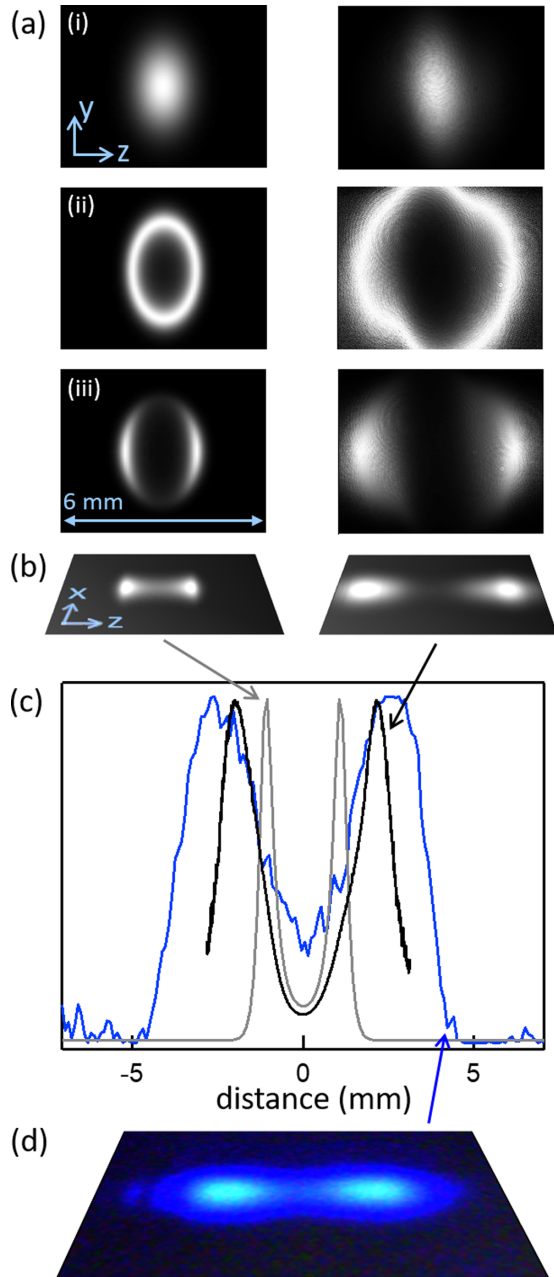 (a)
(i)
y
z
(ii)
(iii)
6 mm
(b)
x
z
(c)
-5
0
5
distance (mm)
(d)